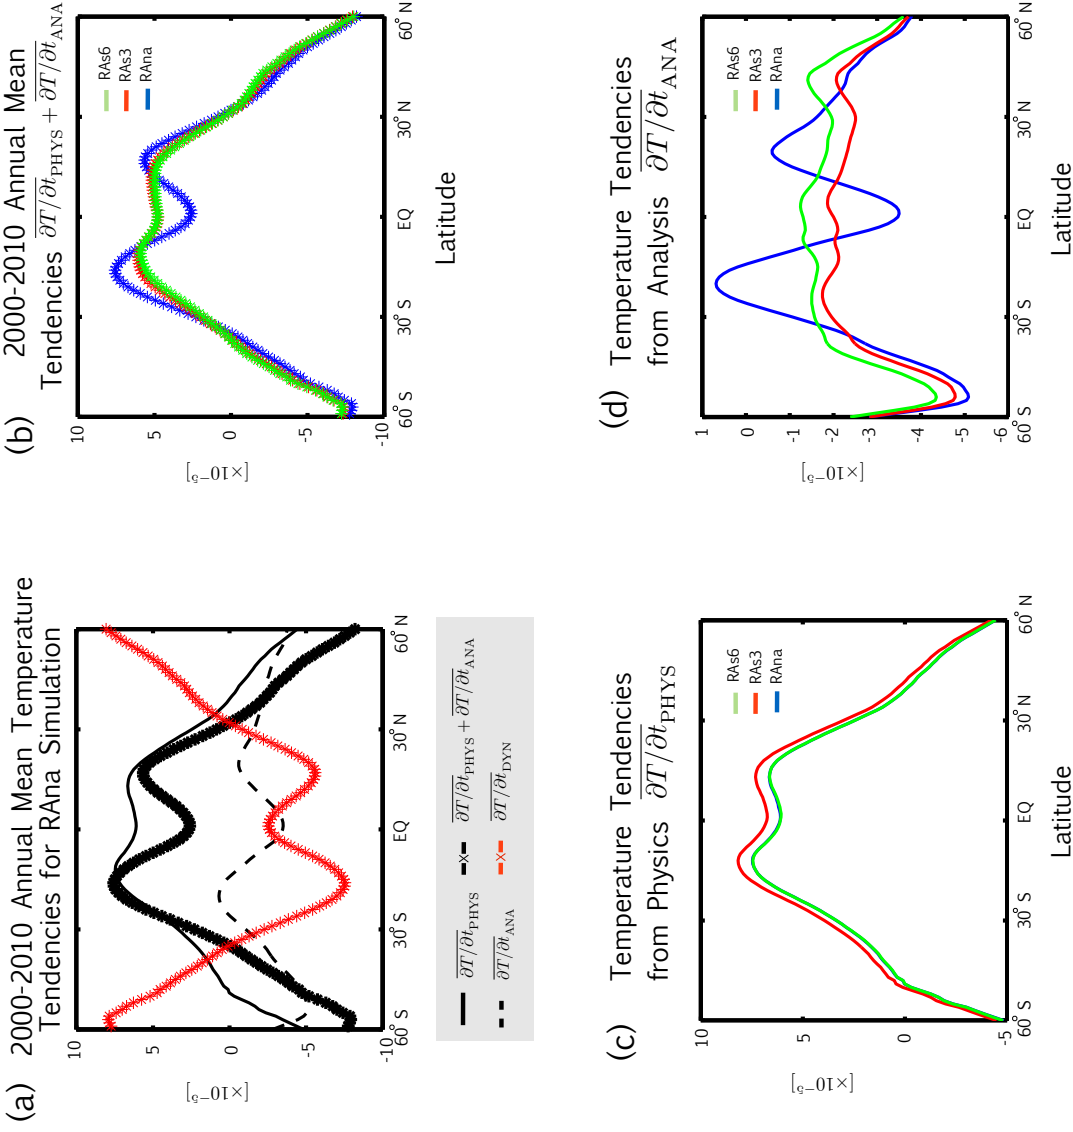 (a) 2000-2010 Annual Mean Temperature
Tendencies for RAna Simulation
10
5
0
-5
-10
[×10⁻⁵]
60°S
30°S
EQ
30°N
60°N
∂T/∂t_PHYS
∂T/∂t_ANA
∂T/∂t_PHYS + ∂T/∂t_ANA
∂T/∂t_DYN
(b) 2000-2010 Annual Mean
Tendencies ∂T/∂t_PHYS + ∂T/∂t_ANA
10
5
0
-5
-10
[×10⁻⁵]
60°S
30°S
EQ
30°N
60°N
Latitude
RAs6
RAs3
RAna
(c) Temperature Tendencies
from Physics ∂T/∂t_PHYS
10
5
0
-5
[×10⁻⁵]
60°S
30°S
EQ
30°N
60°N
Latitude
RAs6
RAs3
RAna
(d) Temperature Tendencies
from Analysis ∂T/∂t_ANA
1
0
-1
-2
-3
-4
-5
-6
[×10⁻⁵]
60°S
30°S
EQ
30°N
60°N
Latitude
RAs6
RAs3
RAna